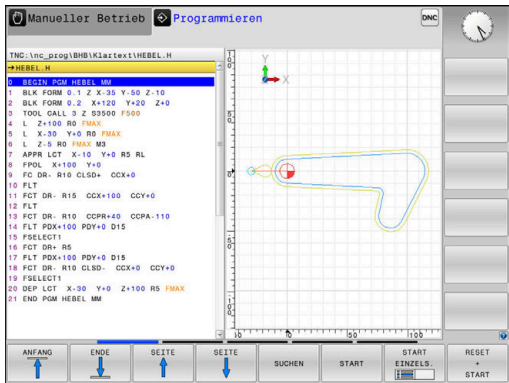 Manueller Betrieb
Programmieren
DNC
TNC:\nc_prog\BHB\Klartext\HEBEL.H
→HEBEL.H
0 BEGIN PGM HEBEL MM
1 BLK FORM 0.1 Z X-35 Y-50 Z-10
2 BLK FORM 0.2 X+120 Y+20 Z+0
3 TOOL CALL 3 Z S3500 F500
4 L Z+100 R0 FMAX
5 L X-30 Y+0 R0 FMAX
6 L Z-5 R0 FMAX M3
7 APPR LCT X-10 Y+0 R5 RL
8 FPOL X+100 Y+0
9 FC DR- R10 CLSD+ CCX+0
10 FLT
11 FCT DR- R15 CCX+100 CCY+0
12 FLT
13 FCT DR- R10 CCPR+40 CCPA-110
14 FLT PDX+100 PDY+0 D15
15 FSELECT1
16 FCT DR+ R5
17 FLT PDX+100 PDY+0 D15
18 FCT DR- R10 CLSD- CCX+0 CCY+0
19 FSELECT1
20 DEP LCT X-30 Y+0 Z+100 R5 FMAX
21 END PGM HEBEL MM
Y
X
50
0
-50
-100
0
50
100
ANFANG
ENDE
SEITE
SEITE
SUCHEN
START
START
EINZELS.
RESET
+
START